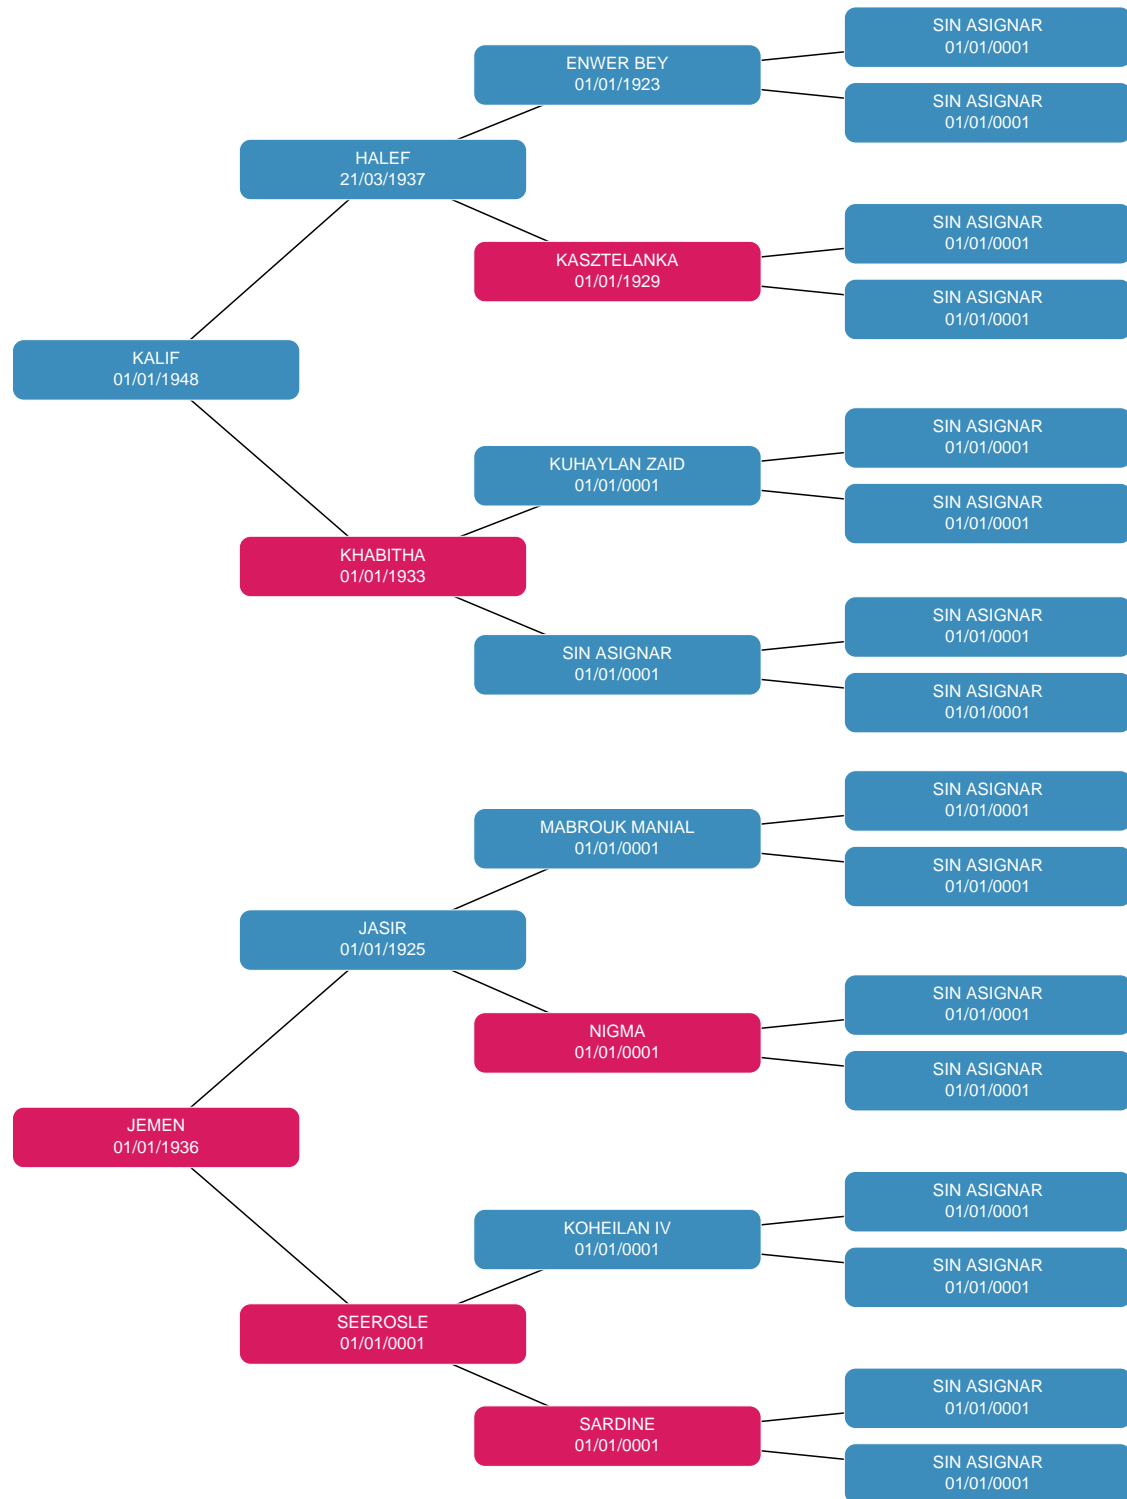 SIN ASIGNAR
01/01/0001
ENWER BEY
01/01/1923
SIN ASIGNAR
01/01/0001
HALEF
21/03/1937
SIN ASIGNAR
01/01/0001
KASZTELANKA
01/01/1929
SIN ASIGNAR
01/01/0001
KALIF
01/01/1948
SIN ASIGNAR
01/01/0001
KUHAYLAN ZAID
01/01/0001
SIN ASIGNAR
01/01/0001
KHABITHA
01/01/1933
SIN ASIGNAR
01/01/0001
SIN ASIGNAR
01/01/0001
SIN ASIGNAR
01/01/0001
SIN ASIGNAR
01/01/0001
MABROUK MANIAL
01/01/0001
SIN ASIGNAR
01/01/0001
JASIR
01/01/1925
SIN ASIGNAR
01/01/0001
NIGMA
01/01/0001
SIN ASIGNAR
01/01/0001
JEMEN
01/01/1936
SIN ASIGNAR
01/01/0001
KOHEILAN IV
01/01/0001
SIN ASIGNAR
01/01/0001
SEEROSLE
01/01/0001
SIN ASIGNAR
01/01/0001
SARDINE
01/01/0001
SIN ASIGNAR
01/01/0001